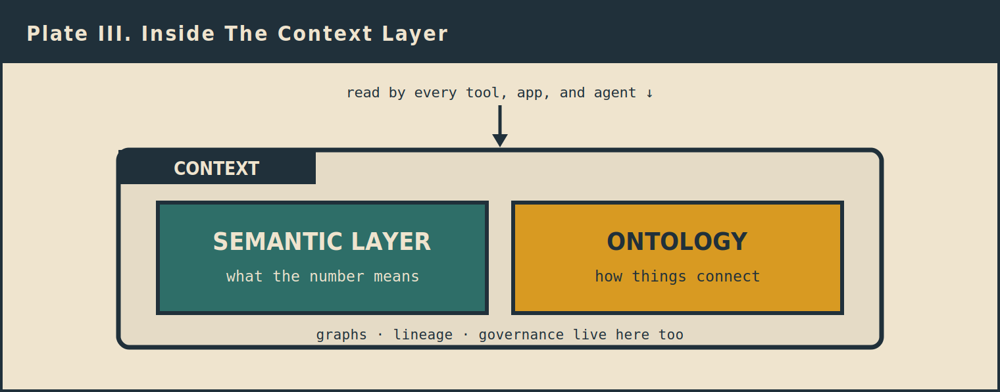 Plate III. Inside The Context Layer
read by every tool, app, and agent ↓
CONTEXT
SEMANTIC LAYER
what the number means
ONTOLOGY
how things connect
graphs · lineage · governance live here too